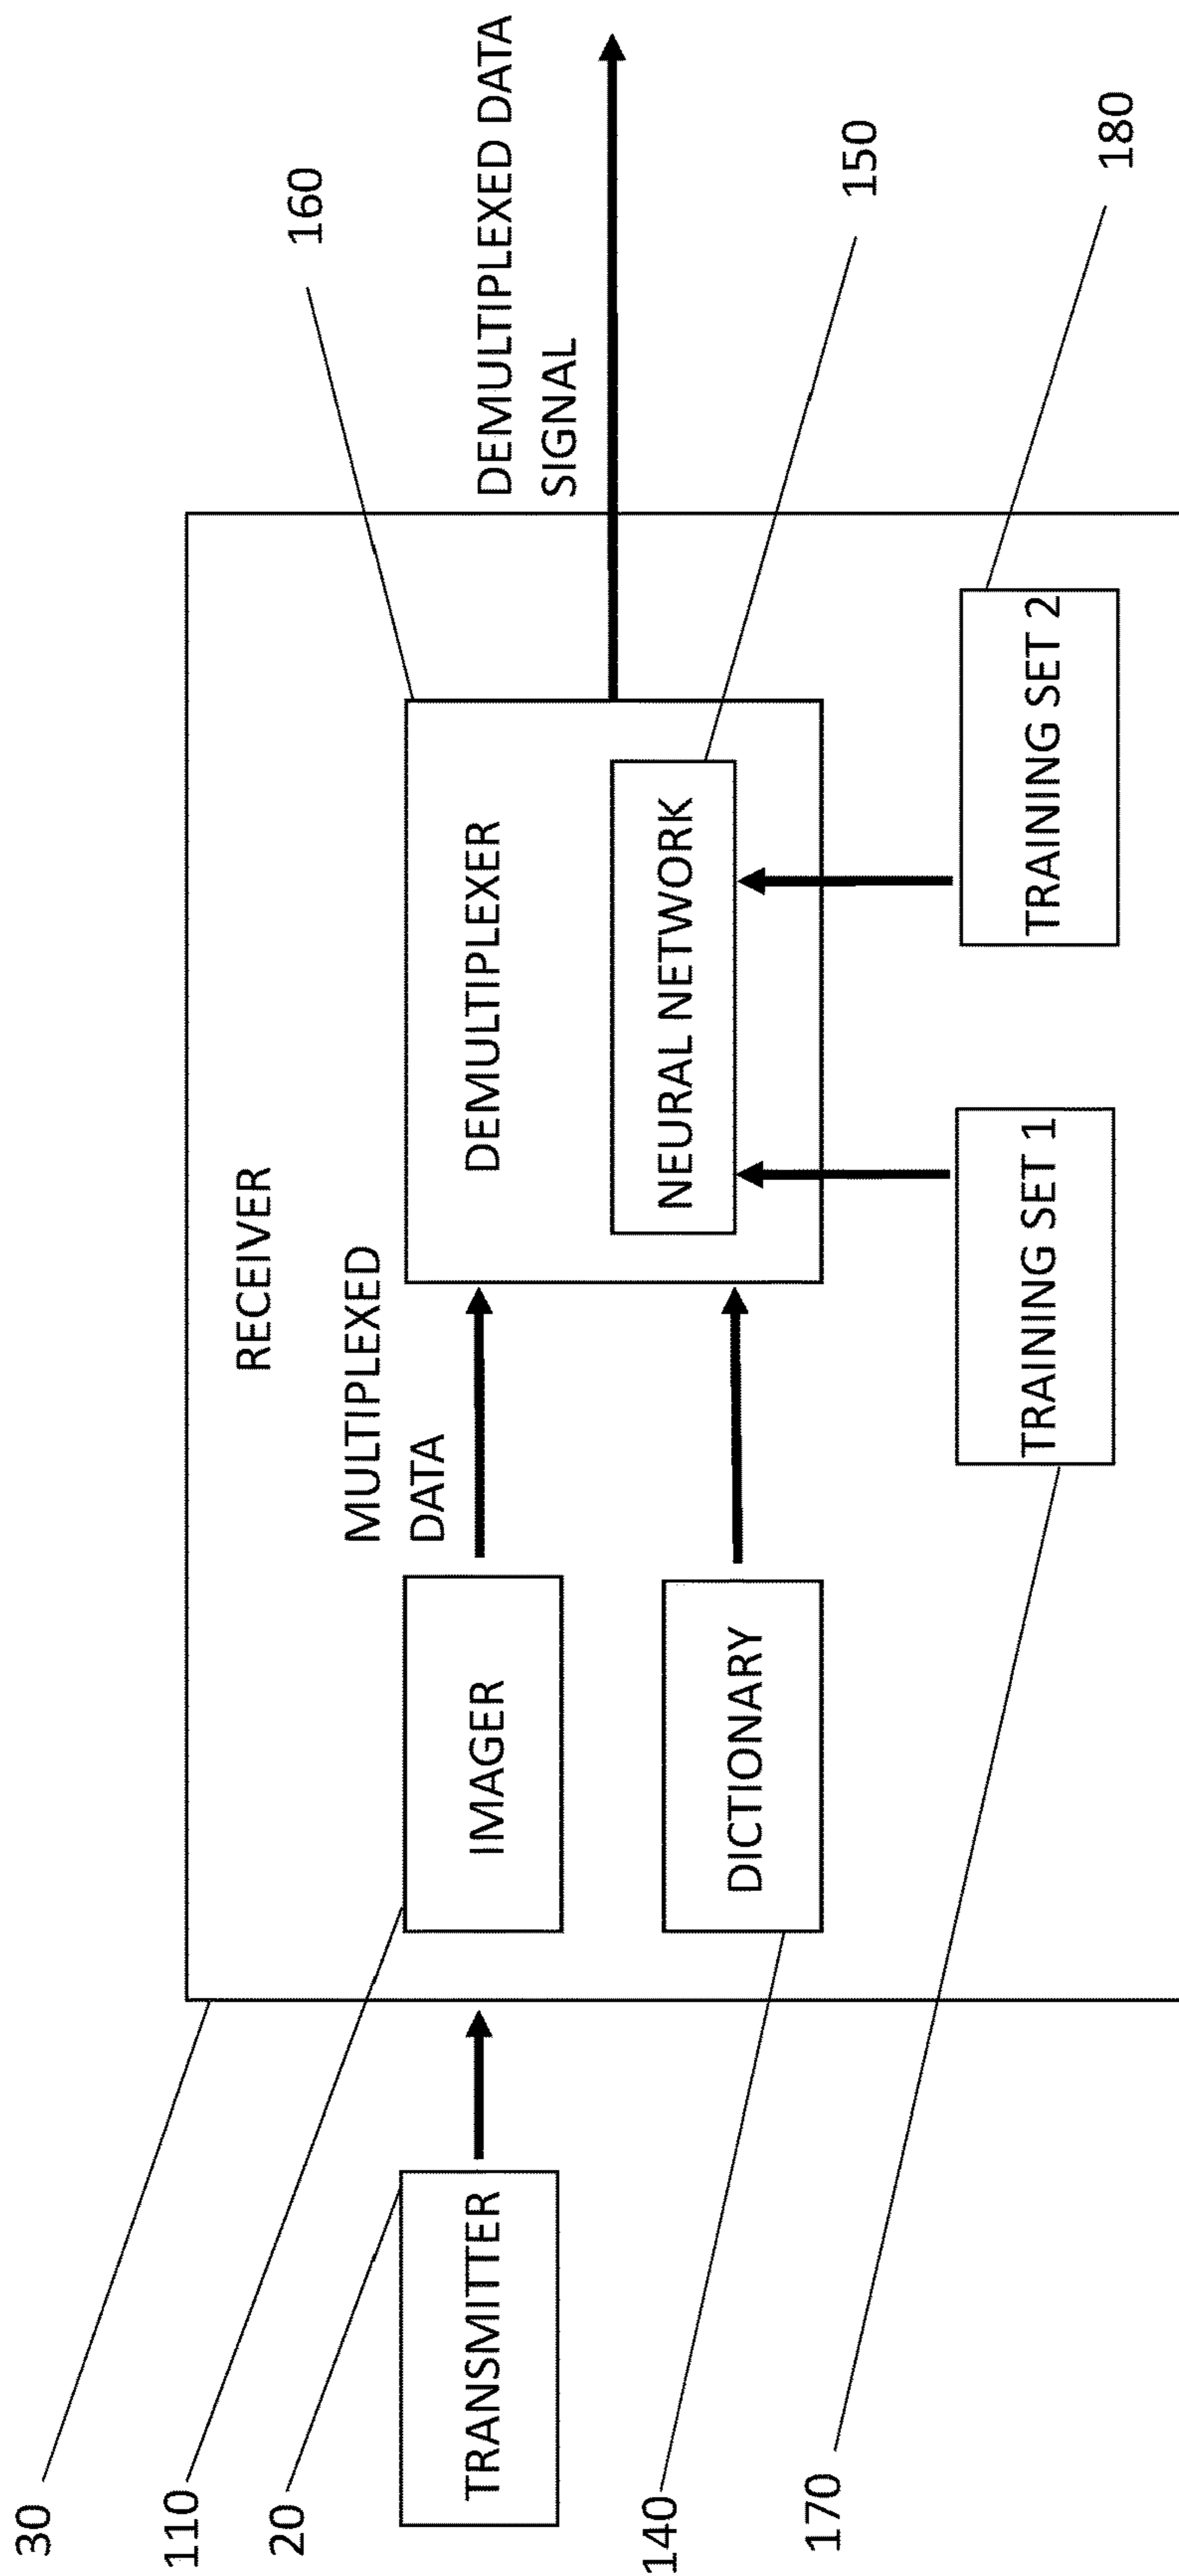 30
110
20
TRANSMITTER
140
170
RECEIVER
IMAGER
MULTIPLEXED
DATA
DICTIONARY
DEMULTIPLEXER
NEURAL NETWORK
TRAINING SET 1
TRAINING SET 2
160
DEMULTIPLEXED DATA
SIGNAL
150
180